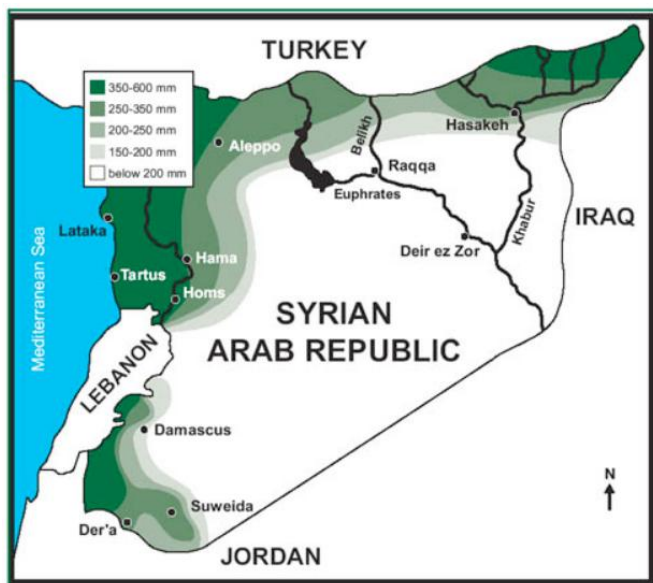 TURKEY
350-600 mm
250-350 mm
200-250 mm
150-200 mm
below 200 mm
Aleppo
Belikh
Hasakeh
Raqqa
Euphrates
Khabur
IRAQ
Lataka
Deir ez Zor
Hama
Tartus
Homs
Mediterranean Sea
SYRIAN
ARAB REPUBLIC
LEBANON
Damascus
N
Suweida
Der'a
JORDAN